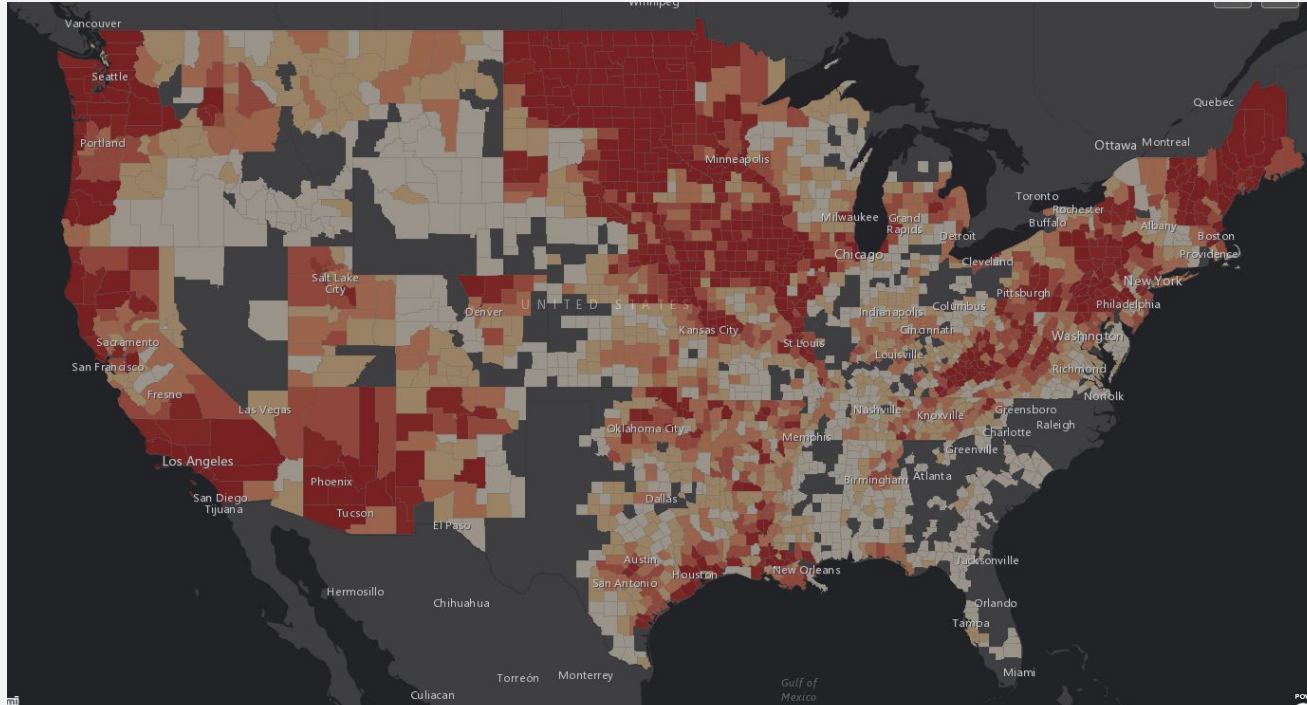 Winnipeg
Vancouver
Seattle
Quebec
Portland
Ottawa
Montreal
Minneapolis
Toronto
Rochester
Milwaukee
Grand
Rapids
Buffalo
Albany
Boston
Detroit
Providence
Chicago
Cleveland
Salt Lake
City
New York
Pittsburgh
UNITED STATES
Denver
Indianapolis
Columbus
Philadelphia
Kansas City
Cincinnati
Washington
Sacramento
St Louis
Louisville
San Francisco
Richmond
Fresno
Norfolk
Las Vegas
Nashville
Knoxville
Greensboro
Oklahoma City
Memphis
Charlotte
Raleigh
Greenville
Los Angeles
Phoenix
Birmingham
Atlanta
San Diego
Tijuana
Dallas
Tucson
El Paso
Austin
Jacksonville
San Antonio
Houston
New Orleans
Hermosillo
Chihuahua
Orlando
Tampa
Miami
Torreón
Monterrey
Gulf of
Mexico
Culiacan